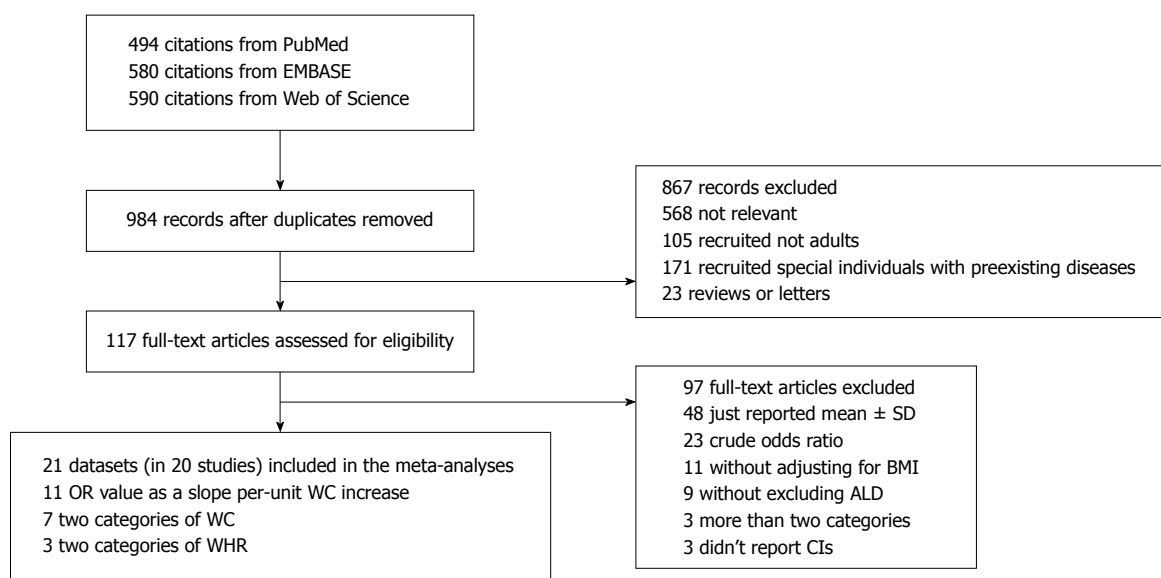 494 citations from PubMed
580 citations from EMBASE
590 citations from Web of Science
984 records after duplicates removed
867 records excluded
568 not relevant
105 recruited not adults
171 recruited special individuals with preexisting diseases
23 reviews or letters
117 full-text articles assessed for eligibility
97 full-text articles excluded
48 just reported mean ± SD
23 crude odds ratio
11 without adjusting for BMI
9 without excluding ALD
3 more than two categories
3 didn’t report CIs
21 datasets (in 20 studies) included in the meta-analyses
11 OR value as a slope per-unit WC increase
7 two categories of WC
3 two categories of WHR